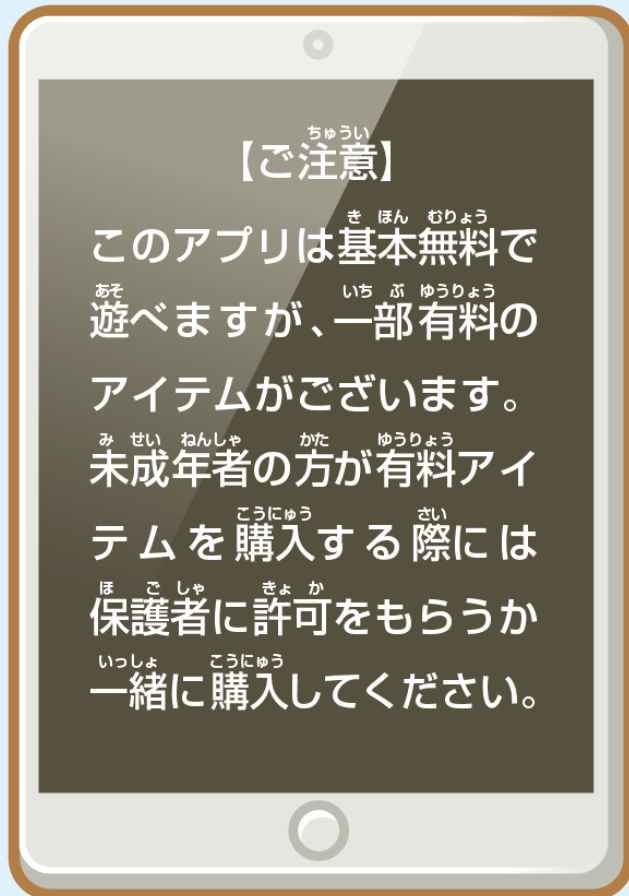 【ご注意】
このアプリは基本無料で
遊べますが、一部有料の
アイテムがございます。
未成年者の方が有料アイ
テムを購入する際には
保護者に許可をもらうか
一緒に購入してください。